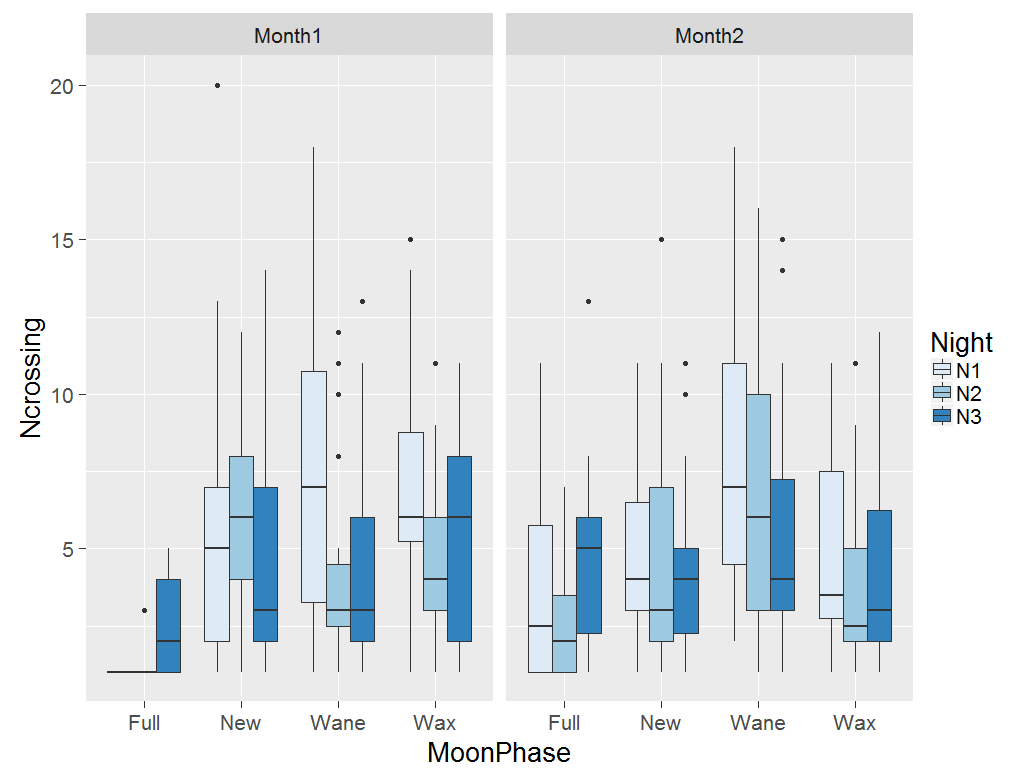 Month1 Month2
20
15
10
5
Ncrossing
Full New Wane Wax Full New Wane Wax
MoonPhase
Night
N1
N2
N3